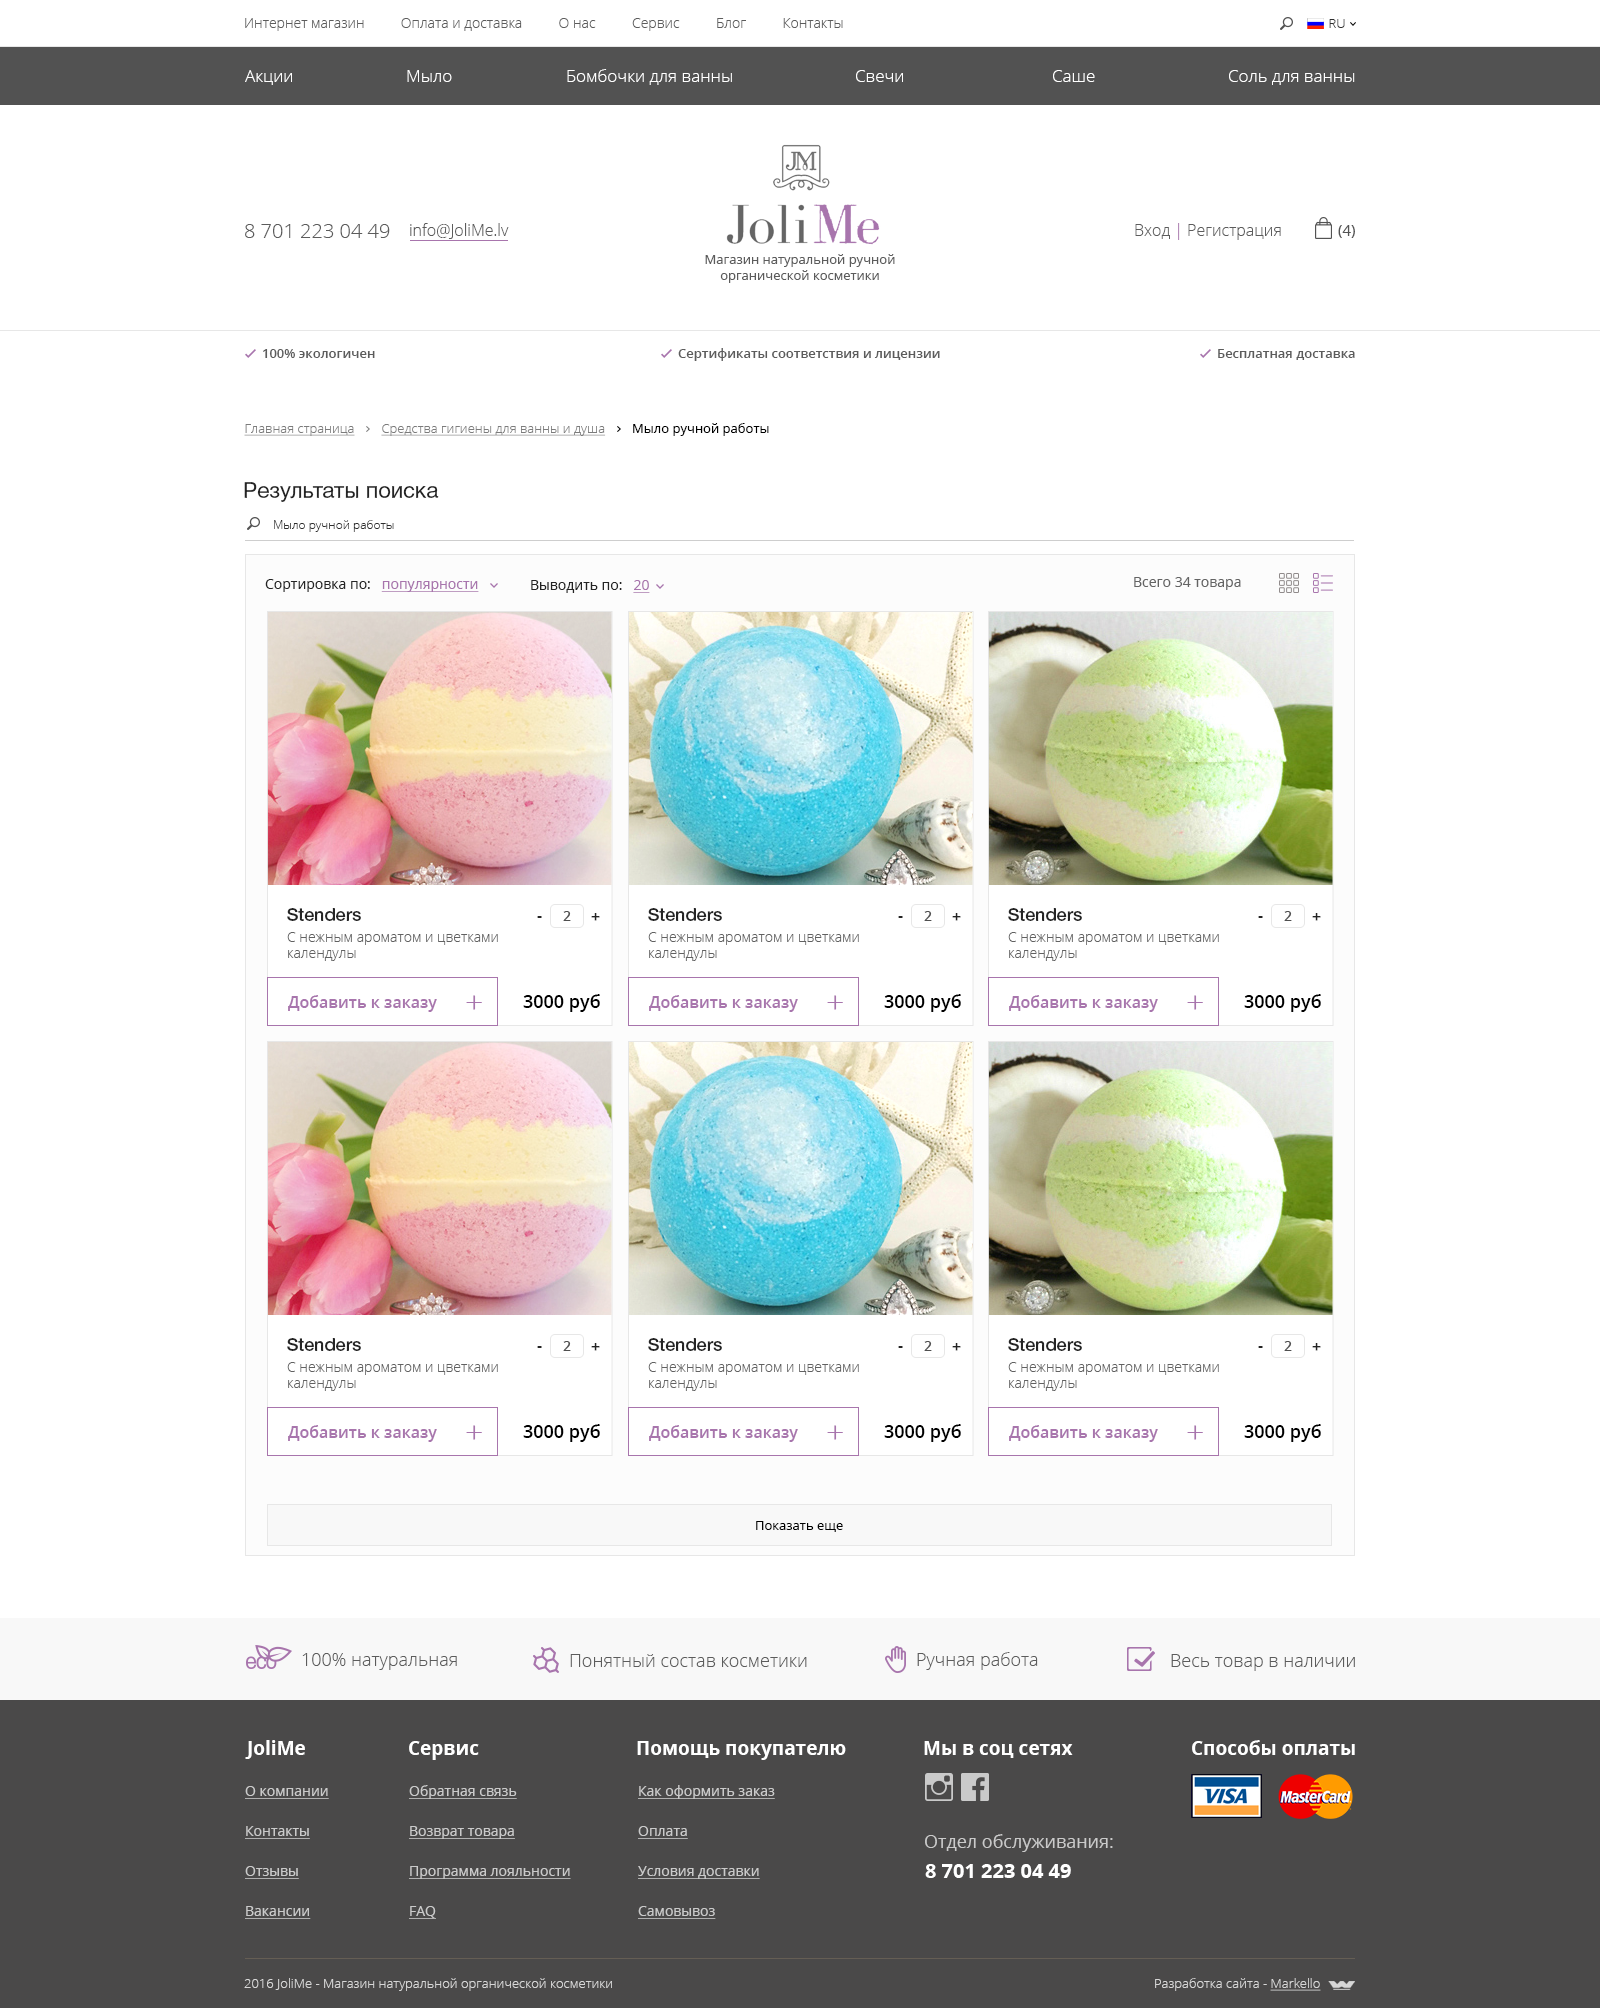 Интернет магазин Оплата и доставка О нас Сервис Блог Контакты RU
Акции Мыло Бомбочки для ванны Свечи Саше Соль для ванны
JM
8 701 223 04 49 info@JoliMe.lv
JoliMe
Магазин натуральной ручной
органической косметики
Вход | Регистрация (4)
100% экологичен Сертификаты соответствия и лицензии Бесплатная доставка
Главная страница > Средства гигиены для ванны и душа > Мыло ручной работы
Результаты поиска
Мыло ручной работы
Сортировка по: популярности Выводить по: 20 Всего 34 товара
Stenders - 2 + Stenders - 2 + Stenders - 2 +
С нежным ароматом и цветками С нежным ароматом и цветками С нежным ароматом и цветками
календулы календулы календулы
Добавить к заказу + 3000 руб Добавить к заказу + 3000 руб Добавить к заказу + 3000 руб
Stenders - 2 + Stenders - 2 + Stenders - 2 +
С нежным ароматом и цветками С нежным ароматом и цветками С нежным ароматом и цветками
календулы календулы календулы
Добавить к заказу + 3000 руб Добавить к заказу + 3000 руб Добавить к заказу + 3000 руб
Показать еще
eco 100% натуральная Понятный состав косметики Ручная работа Весь товар в наличии
JoliMe Сервис Помощь покупателю Мы в соц сетях Способы оплаты
О компании Обратная связь Как оформить заказ VISA MasterCard
Контакты Возврат товара Оплата Отдел обслуживания:
Отзывы Программа лояльности Условия доставки 8 701 223 04 49
Вакансии FAQ Самовывоз
2016 JoliMe - Магазин натуральной органической косметики Разработка сайта - Markello